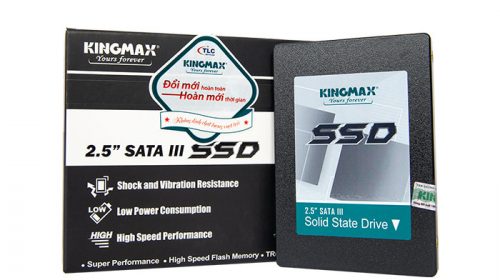 KINGMAX®
Yours forever
TLC
KINGMAX
Yours forever
Đổi mới hoàn toàn
Hoàn mới thời gian
2.5" SATA III SSD
Shock and Vibration Resistance
LOW Low Power Consumption
HIGH High Speed Performance
• Super Performance • High Speed Flash Memory • TR
KINGMAX®
Yours forever
SSD
2.5" SATA III
Solid State Drive